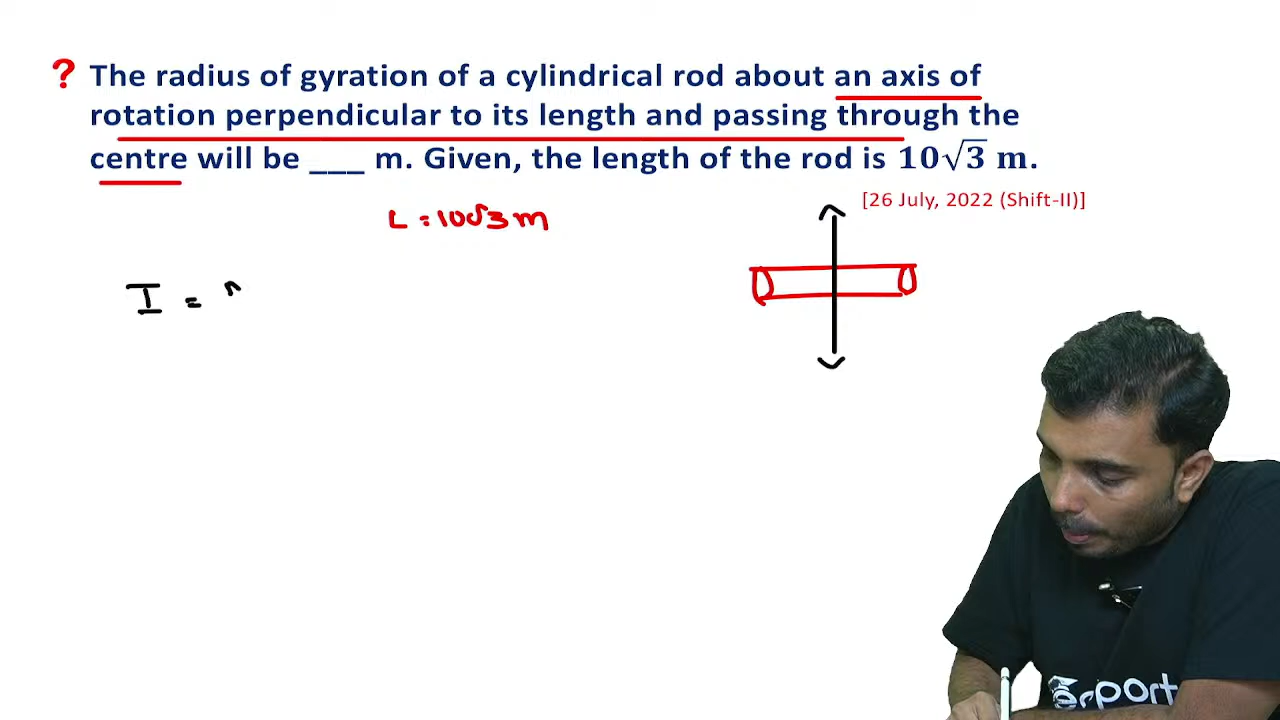 ? The radius of gyration of a cylindrical rod about an axis of
rotation perpendicular to its length and passing through the
centre will be ___ m. Given, the length of the rod is 10√3 m.
[26 July, 2022 (Shift-II)]
L = 10√3 m
I =